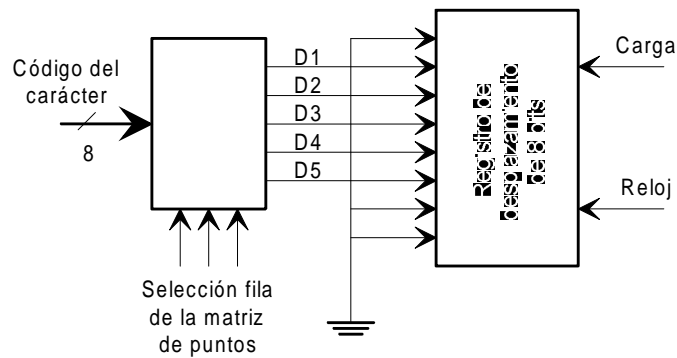 Código del
carácter
8
D1
D2
D3
D4
D5
Registro de
desplazamiento
de 8 bits
Carga
Reloj
Selección fila
de la matriz
de puntos